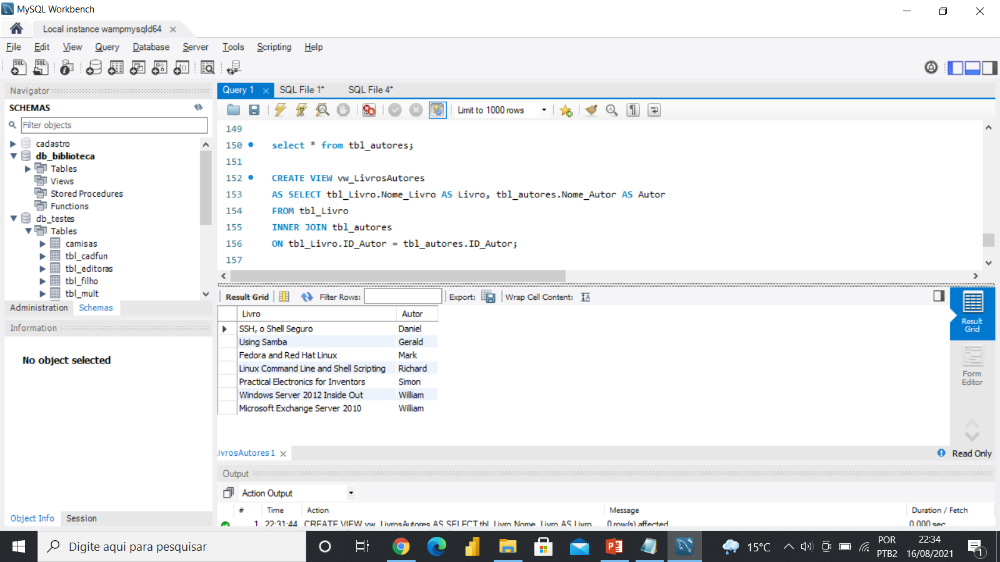 MySQL Workbench
Local instance wampmysqld64
File Edit View Query Database Server Tools Scripting Help
Navigator
SCHEMAS
Filter objects
cadastro
db_biblioteca
Tables
Views
Stored Procedures
Functions
db_testes
Tables
camisas
tbl_cadfun
tbl_editoras
tbl_filho
tbl_mult
Administration Schemas
Information
No object selected
Object Info Session
Query 1 SQL File 1* SQL File 4*
Limit to 1000 rows
149
150 select * from tbl_autores;
151
152 CREATE VIEW vw_LivrosAutores
153 AS SELECT tbl_Livro.Nome_Livro AS Livro, tbl_autores.Nome_Autor AS Autor
154 FROM tbl_Livro
155 INNER JOIN tbl_autores
156 ON tbl_Livro.ID_Autor = tbl_autores.ID_Autor;
157
Result Grid Filter Rows: Export: Wrap Cell Content:
Livro Autor
SSH, o Shell Seguro Daniel
Using Samba Gerald
Fedora and Red Hat Linux Mark
Linux Command Line and Shell Scripting Richard
Practical Electronics for Inventors Simon
Windows Server 2012 Inside Out William
Microsoft Exchange Server 2010 William
Result
Grid
Form
Editor
ivrosAutores 1
Read Only
Output
Action Output
# Time Action Message Duration / Fetch
1 22:31:44 CREATE VIEW vw_LivrosAutores AS SELECT tbl_Livro.Nome_Livro AS Livro 0 row(s) affected 0.000 sec
Digite aqui para pesquisar
15°C
POR
PTB2
22:34
16/08/2021
1